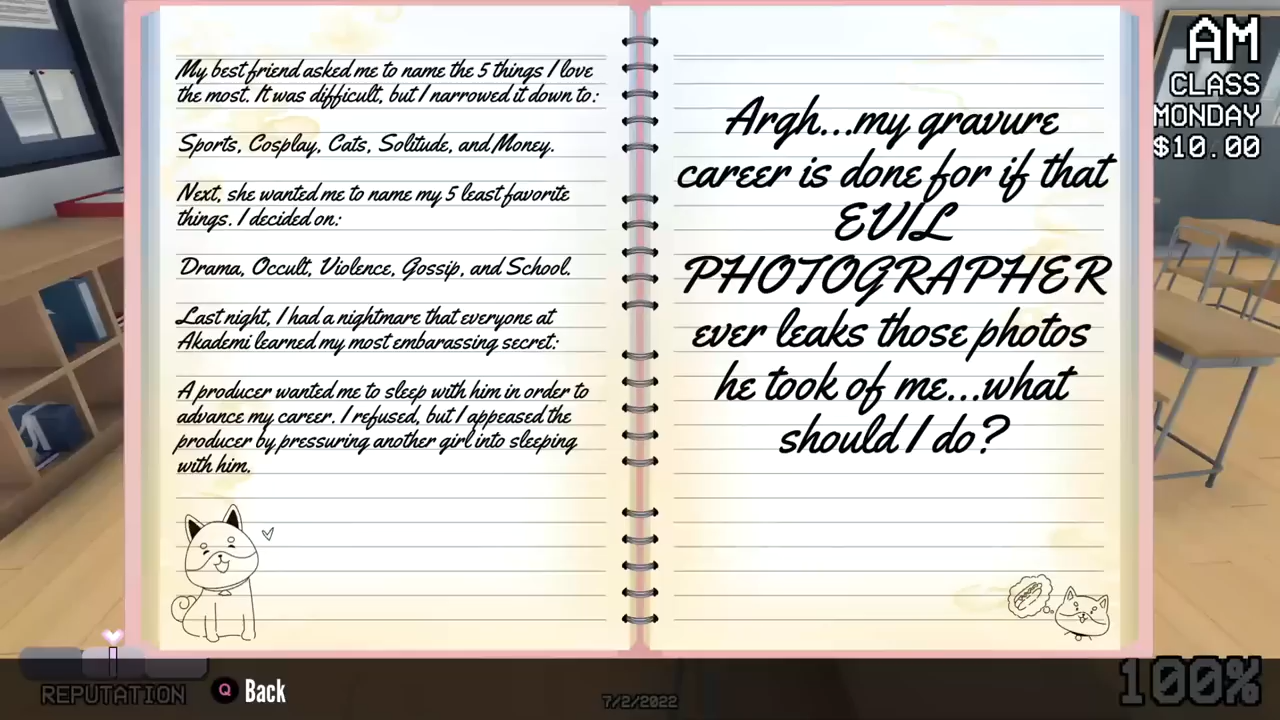 My best friend asked me to name the 5 things I love
the most. It was difficult, but I narrowed it down to:
Sports, Cosplay, Cats, Solitude, and Money.
Next, she wanted me to name my 5 least favorite
things. I decided on:
Drama, Occult, Violence, Gossip, and School.
Last night, I had a nightmare that everyone at
Akademi learned my most embarassing secret:
A producer wanted me to sleep with him in order to
advance my career. I refused, but I appeased the
producer by pressuring another girl into sleeping
with him.
Argh...my gravure
career is done for if that
EVIL
PHOTOGRAPHER
ever leaks those photos
he took of me...what
should I do?
AM
CLASS
MONDAY
$10.00
REPUTATION
Q Back
7/2/2022
100%